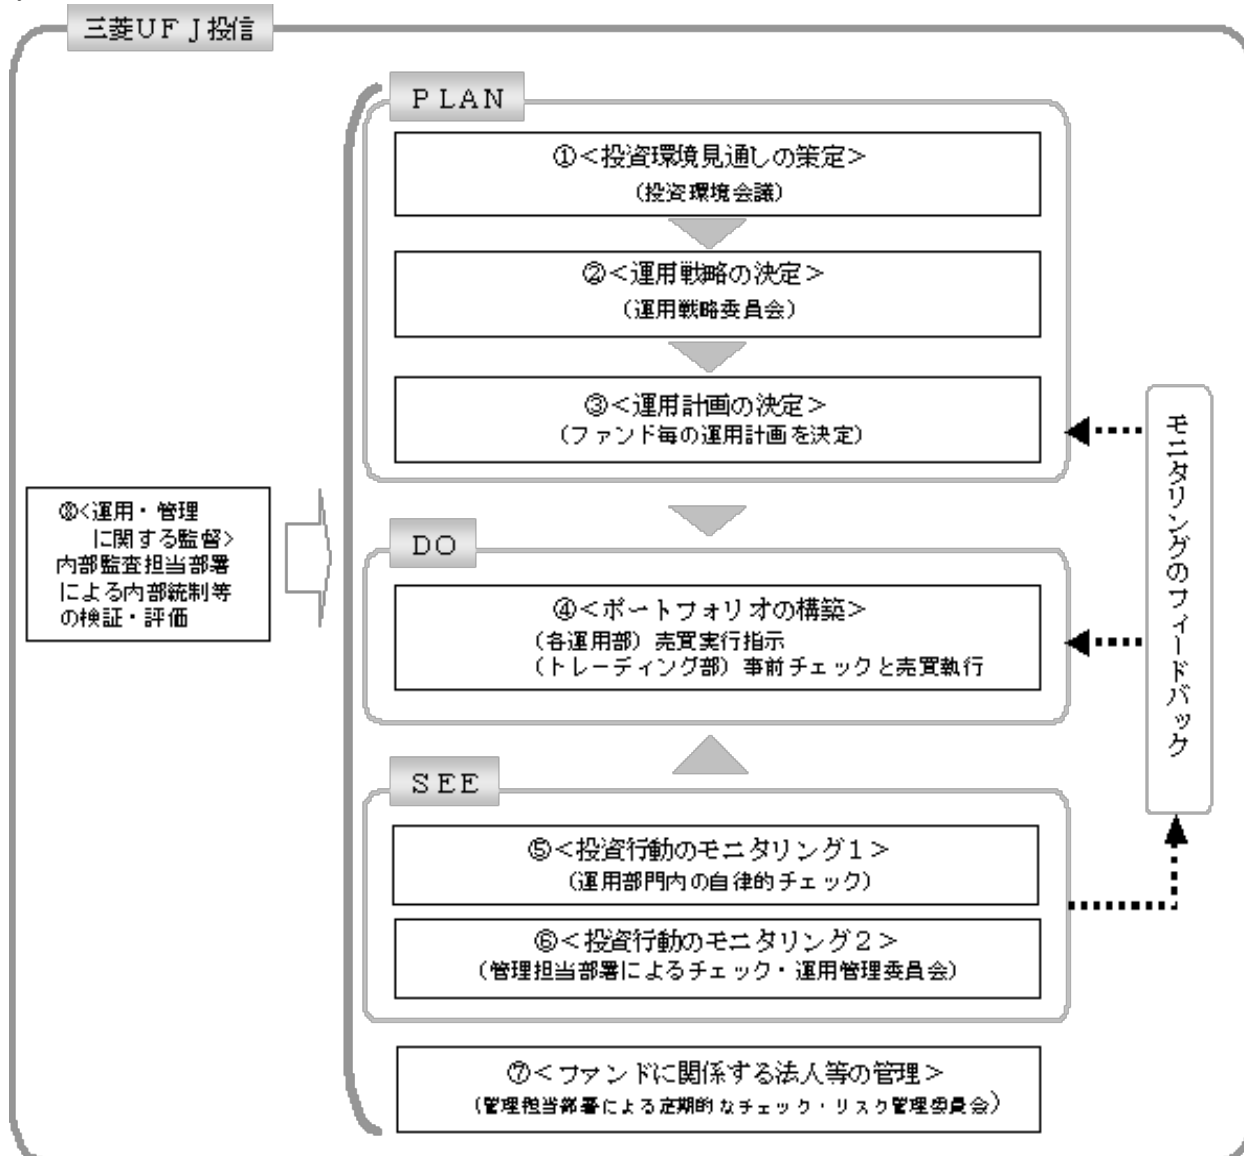 三菱UFJ投信
PLAN
①<投資環境見通しの策定>
(投資環境会議)
②<運用戦略の決定>
(運用戦略委員会)
③<運用計画の決定>
(ファンド毎の運用計画を決定)
⑧<運用・管理
に関する監督>
内部監査担当部署
による内部統制等
の検証・評価
DO
④<ポートフォリオの構築>
(各運用部)売買実行指示
(トレーディング部)事前チェックと売買執行
モニタリングのフィードバック
SEE
⑤<投資行動のモニタリング1>
(運用部門内の自律的チェック)
⑥<投資行動のモニタリング2>
(管理担当部署によるチェック・運用管理委員会)
⑦<ファンドに関係する法人等の管理>
(管理担当部署による定期的なチェック・リスク管理委員会)